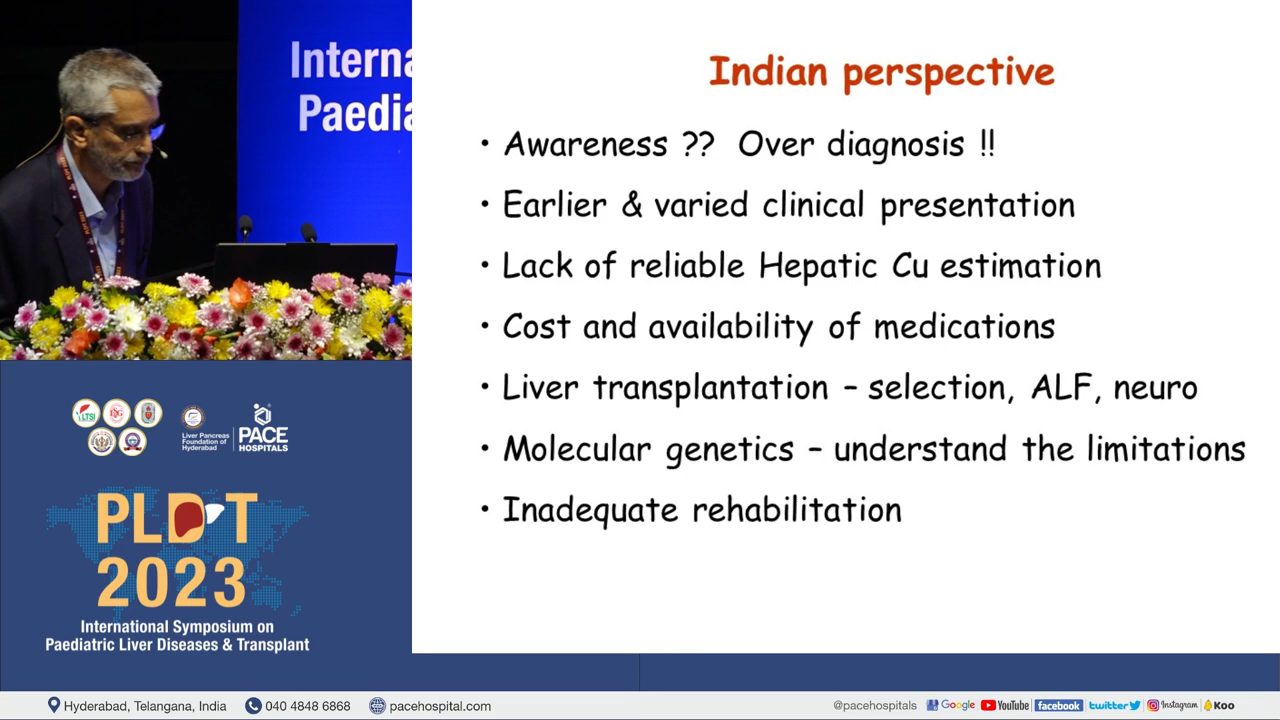 Interna
Paedia
Indian perspective
• Awareness ?? Over diagnosis !!
• Earlier & varied clinical presentation
• Lack of reliable Hepatic Cu estimation
• Cost and availability of medications
• Liver transplantation – selection, ALF, neuro
• Molecular genetics – understand the limitations
• Inadequate rehabilitation
LTSI
Liver Pancreas
Foundation of
Hyderabad
PACE
HOSPITALS
PLDT
2023
International Symposium on
Paediatric Liver Diseases & Transplant
Hyderabad, Telangana, India
040 4848 6868
pacehospital.com
@pacehospitals
Google
YouTube
facebook
twitter
Instagram
Koo